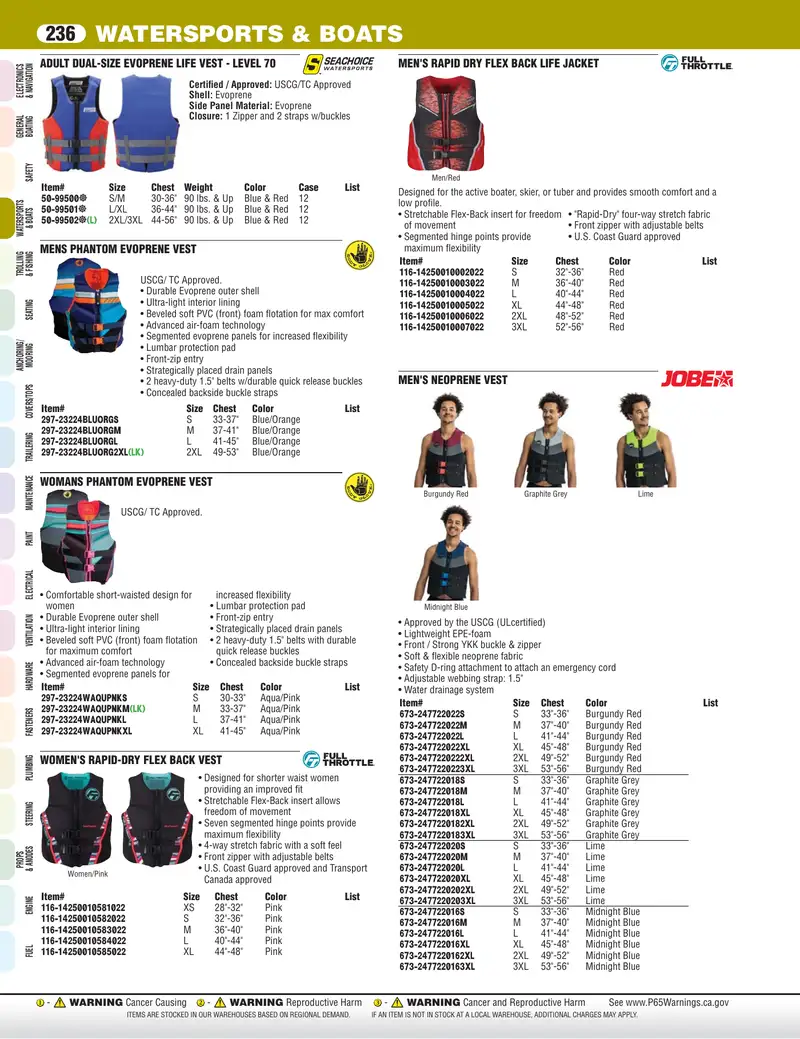 236 WATERSPORTS & BOATS
ELECTRONICS & NAVIGATION
GENERAL BOATING
SAFETY
WATERSPORTS & BOATS
TROLLING & FISHING
SEATING
ANCHORING/ MOORING
COVERS/TOPS
TRAILERING
MAINTENANCE
PAINT
ELECTRICAL
VENTILATION
HARDWARE
FASTENERS
PLUMBING
STEERING
PROPS & ANODES
ENGINE
FUEL
ADULT DUAL-SIZE EVOPRENE LIFE VEST - LEVEL 70
SEACHOICE WATERSPORTS
Certified / Approved: USCG/TC Approved
Shell: Evoprene
Side Panel Material: Evoprene
Closure: 1 Zipper and 2 straps w/buckles
Item# Size Chest Weight Color Case List
50-99500 S/M 30-36" 90 lbs. & Up Blue & Red 12
50-99501 L/XL 36-44" 90 lbs. & Up Blue & Red 12
50-99502 (L) 2XL/3XL 44-56" 90 lbs. & Up Blue & Red 12
MENS PHANTOM EVOPRENE VEST
USCG/ TC Approved.
• Durable Evoprene outer shell
• Ultra-light interior lining
• Beveled soft PVC (front) foam flotation for max comfort
• Advanced air-foam technology
• Segmented evoprene panels for increased flexibility
• Lumbar protection pad
• Front-zip entry
• Strategically placed drain panels
• 2 heavy-duty 1.5" belts w/durable quick release buckles
• Concealed backside buckle straps
Item# Size Chest Color List
297-23224BLUORGS S 33-37" Blue/Orange
297-23224BLUORGM M 37-41" Blue/Orange
297-23224BLUORGL L 41-45" Blue/Orange
297-23224BLUORG2XL(LK) 2XL 49-53" Blue/Orange
WOMANS PHANTOM EVOPRENE VEST
USCG/ TC Approved.
• Comfortable short-waisted design for
women
• Durable Evoprene outer shell
• Ultra-light interior lining
• Beveled soft PVC (front) foam flotation
for maximum comfort
• Advanced air-foam technology
• Segmented evoprene panels for
increased flexibility
• Lumbar protection pad
• Front-zip entry
• Strategically placed drain panels
• 2 heavy-duty 1.5" belts with durable
quick release buckles
• Concealed backside buckle straps
Item# Size Chest Color List
297-23224WAQUPNKS S 30-33" Aqua/Pink
297-23224WAQUPNKM(LK) M 33-37" Aqua/Pink
297-23224WAQUPNKL L 37-41" Aqua/Pink
297-23224WAQUPNKXL XL 41-45" Aqua/Pink
WOMEN'S RAPID-DRY FLEX BACK VEST
FULL THROTTLE
Women/Pink
• Designed for shorter waist women
providing an improved fit
• Stretchable Flex-Back insert allows
freedom of movement
• Seven segmented hinge points provide
maximum flexibility
• 4-way stretch fabric with a soft feel
• Front zipper with adjustable belts
• U.S. Coast Guard approved and Transport
Canada approved
Item# Size Chest Color List
116-14250010581022 XS 28"-32" Pink
116-14250010582022 S 32"-36" Pink
116-14250010583022 M 36"-40" Pink
116-14250010584022 L 40"-44" Pink
116-14250010585022 XL 44"-48" Pink
MEN'S RAPID DRY FLEX BACK LIFE JACKET
FULL THROTTLE
Men/Red
Designed for the active boater, skier, or tuber and provides smooth comfort and a
low profile.
• Stretchable Flex-Back insert for freedom
of movement
• Segmented hinge points provide
maximum flexibility
• "Rapid-Dry" four-way stretch fabric
• Front zipper with adjustable belts
• U.S. Coast Guard approved
Item# Size Chest Color List
116-14250010002022 S 32"-36" Red
116-14250010003022 M 36"-40" Red
116-14250010004022 L 40"-44" Red
116-14250010005022 XL 44"-48" Red
116-14250010006022 2XL 48"-52" Red
116-14250010007022 3XL 52"-56" Red
MEN'S NEOPRENE VEST
JOBE
Burgundy Red Graphite Grey Lime
Midnight Blue
• Approved by the USCG (ULcertified)
• Lightweight EPE-foam
• Front / Strong YKK buckle & zipper
• Soft & flexible neoprene fabric
• Safety D-ring attachment to attach an emergency cord
• Adjustable webbing strap: 1.5"
• Water drainage system
Item# Size Chest Color List
673-247722022S S 33"-36" Burgundy Red
673-247722022M M 37"-40" Burgundy Red
673-247722022L L 41"-44" Burgundy Red
673-247722022XL XL 45"-48" Burgundy Red
673-2477220222XL 2XL 49"-52" Burgundy Red
673-2477220223XL 3XL 53"-56" Burgundy Red
673-247722018S S 33"-36" Graphite Grey
673-247722018M M 37"-40" Graphite Grey
673-247722018L L 41"-44" Graphite Grey
673-247722018XL XL 45"-48" Graphite Grey
673-2477220182XL 2XL 49"-52" Graphite Grey
673-2477220183XL 3XL 53"-56" Graphite Grey
673-247722020S S 33"-36" Lime
673-247722020M M 37"-40" Lime
673-247722020L L 41"-44" Lime
673-247722020XL XL 45"-48" Lime
673-2477220202XL 2XL 49"-52" Lime
673-2477220203XL 3XL 53"-56" Lime
673-247722016S S 33"-36" Midnight Blue
673-247722016M M 37"-40" Midnight Blue
673-247722016L L 41"-44" Midnight Blue
673-247722016XL XL 45"-48" Midnight Blue
673-2477220162XL 2XL 49"-52" Midnight Blue
673-2477220163XL 3XL 53"-56" Midnight Blue
1 - WARNING Cancer Causing 2 - WARNING Reproductive Harm 3 - WARNING Cancer and Reproductive Harm See www.P65Warnings.ca.gov
ITEMS ARE STOCKED IN OUR WAREHOUSES BASED ON REGIONAL DEMAND. IF AN ITEM IS NOT IN STOCK AT A LOCAL WAREHOUSE, ADDITIONAL CHARGES MAY APPLY.